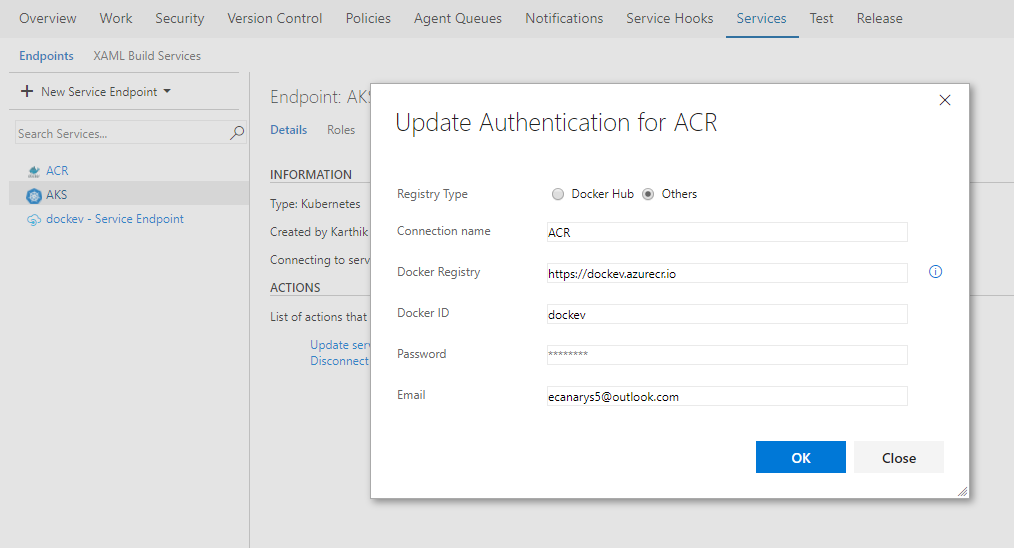 Overview Work Security Version Control Policies Agent Queues Notifications Service Hooks Services Test Release
Endpoints XAML Build Services
New Service Endpoint
Search Services...
ACR
AKS
dockev - Service Endpoint
Endpoint: AKS
Details Roles
INFORMATION
Type: Kubernetes
Created by Karthik
Connecting to serv
ACTIONS
List of actions that
Update serv
Disconnect
Update Authentication for ACR
Registry Type Docker Hub Others
Connection name ACR
Docker Registry https://dockev.azurecr.io
Docker ID dockev
Password ********
Email ecanarys5@outlook.com
OK Close